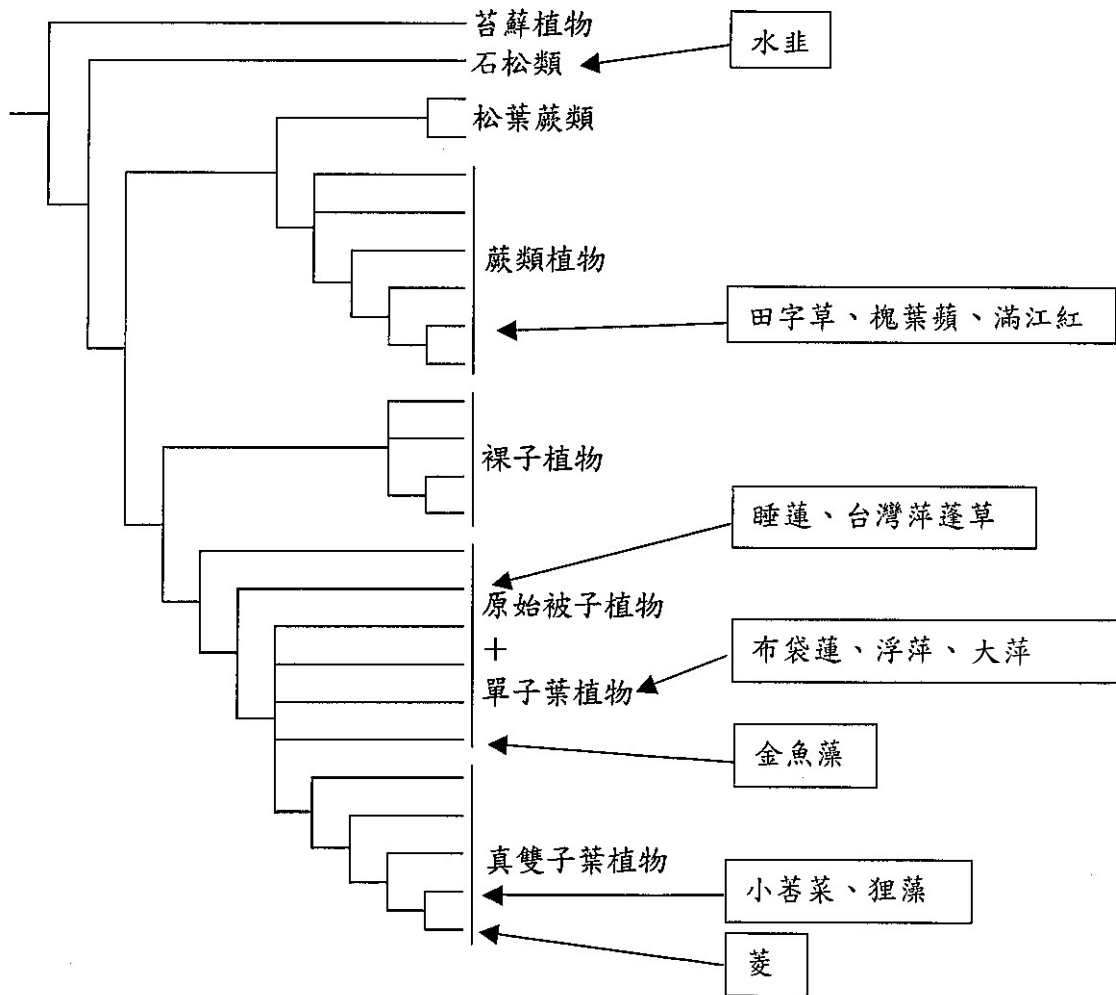 苔蘚植物
水韭
石松類
松葉蕨類
蕨類植物
田字草、槐葉蘋、滿江紅
裸子植物
睡蓮、台灣萍蓬草
原始被子植物
+
單子葉植物
布袋蓮、浮萍、大萍
金魚藻
真雙子葉植物
小莕菜、狸藻
菱